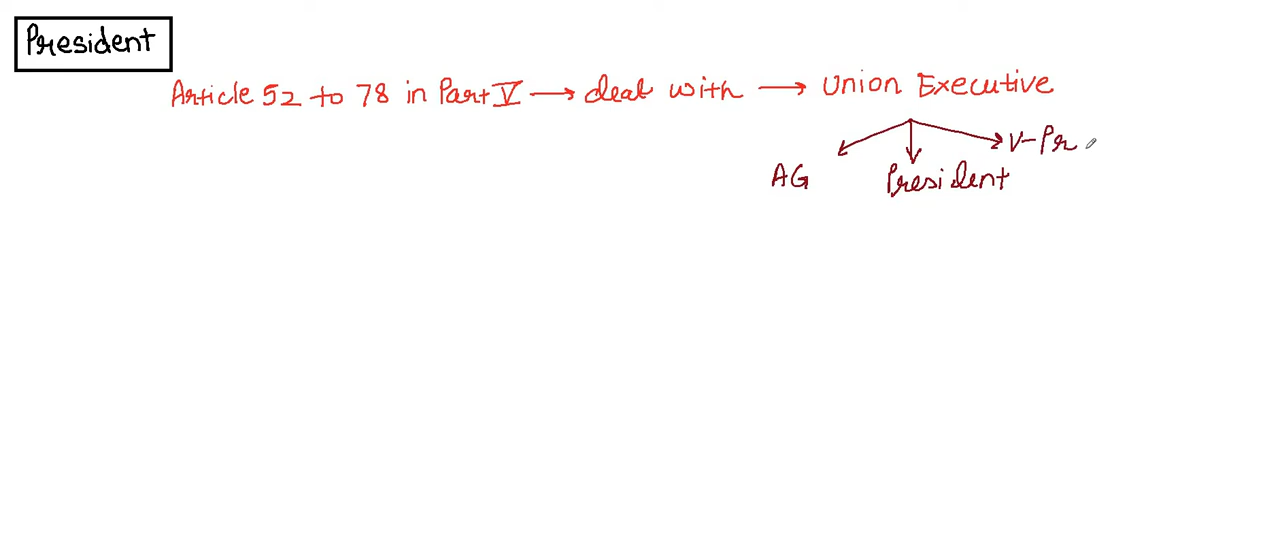 President
Article 52 to 78 in Part V → deal with → Union Executive
V-Pr
AG President